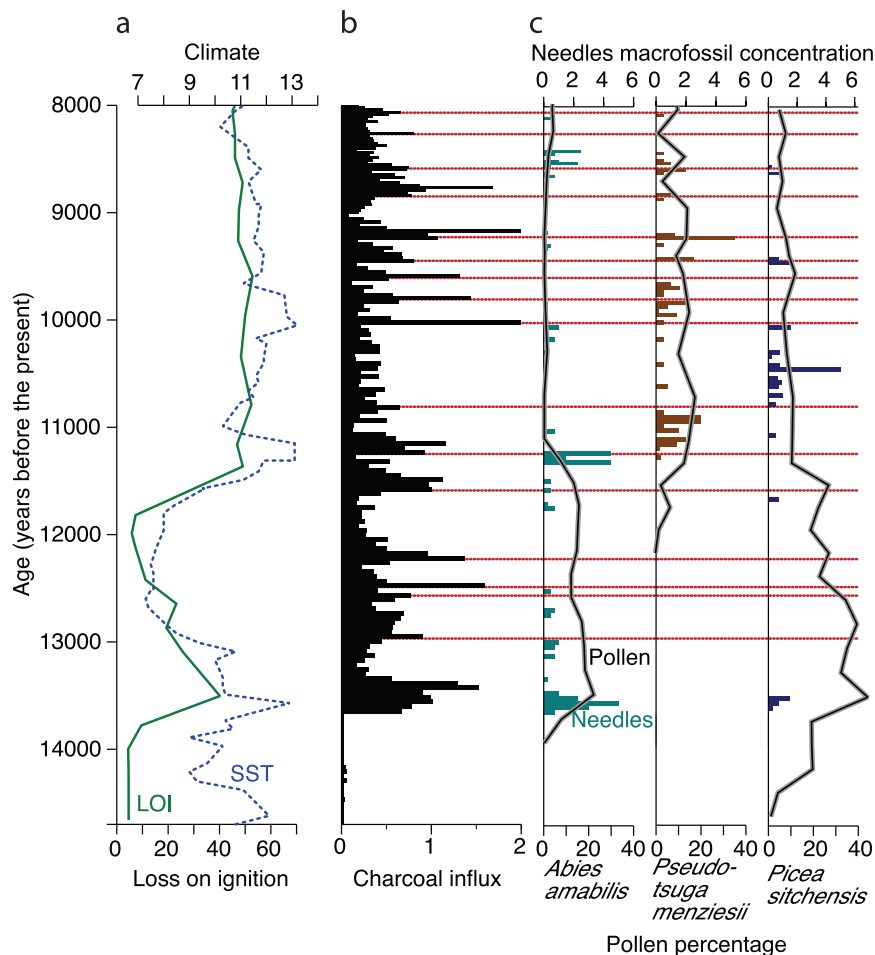 a
b
c
Climate
Needles macrofossil concentration
7 9 11 13
0 2 4 6 0 2 4 6 0 2 4 6
8000
9000
10000
11000
12000
13000
14000
Age (years before the present)
Pollen
Needles
SST
LOI
0 20 40 60
0 1 2
0 20 40 0 20 40 0 20 40
Loss on ignition
Charcoal influx
Abies
amabilis
Pseudo-
tsuga
menziesii
Picea
sitchensis
Pollen percentage